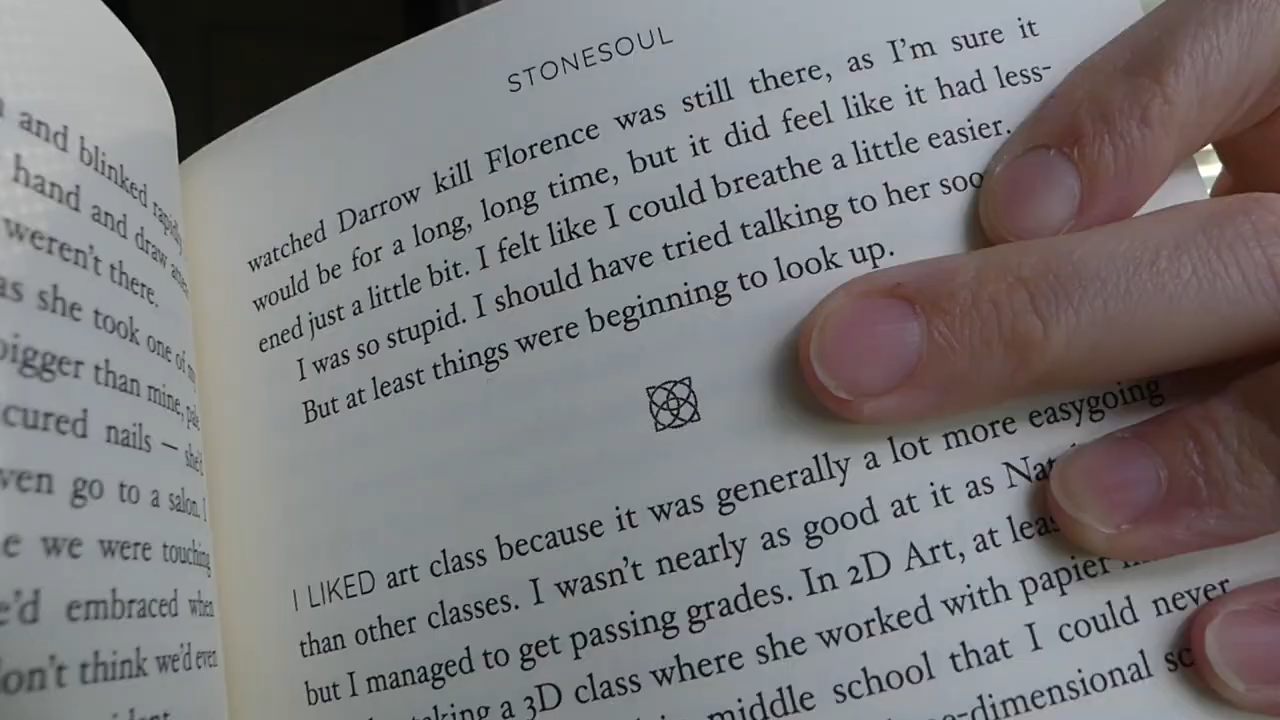 and blinked
hand and draw
weren't there.
as she took one of
bigger than mine,
cured nails — she'd
go to a salon. I
we were touching
embraced when
don't think we'd even
STONESOUL
watched Darrow kill Florence was still there, as I'm sure it
would be for a long, long time, but it did feel like it had less-
ened just a little bit. I felt like I could breathe a little easier.
I was so stupid. I should have tried talking to her
But at least things were beginning to look up.
I LIKED art class because it was generally a lot more easygoing
than other classes. I wasn't nearly as good at it as
but I managed to get passing grades. In 2D Art, at
a 3D class where she worked with papier
middle school that I could never